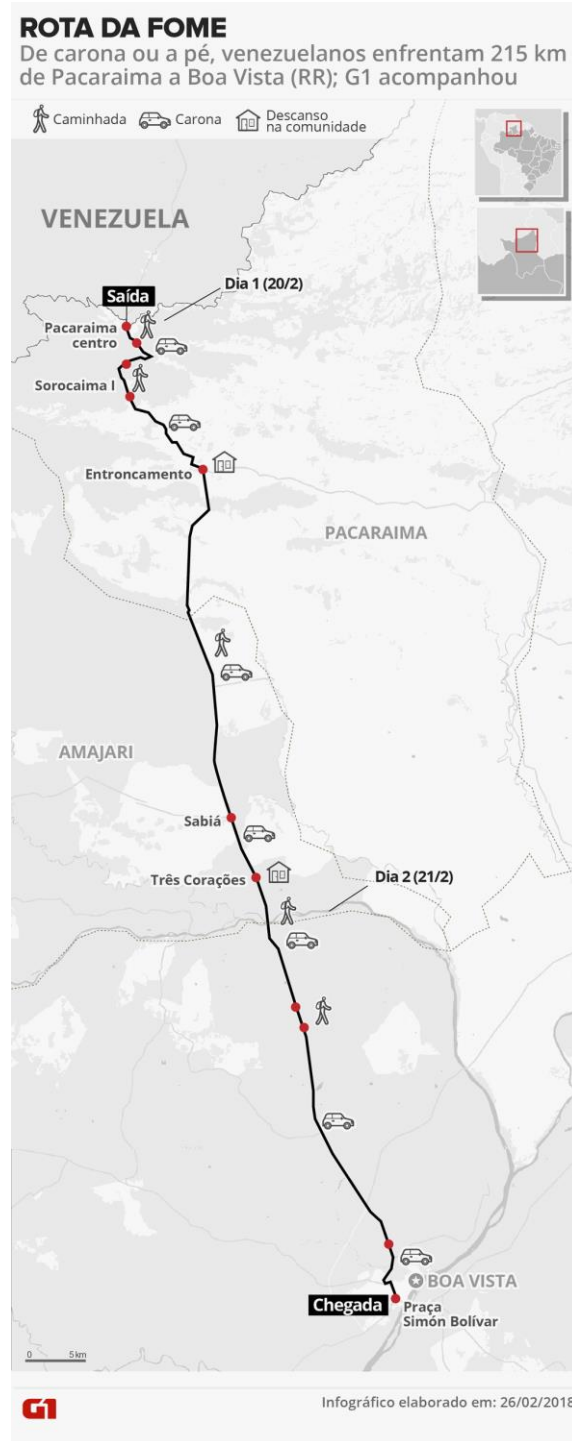 ROTA DA FOME
De carona ou a pé, venezuelanos enfrentam 215 km
de Pacaraima a Boa Vista (RR); G1 acompanhou
Caminhada
Carona
Descanso
na comunidade
VENEZUELA
Dia 1 (20/2)
Saída
Pacaraima
centro
Sorocaima I
Entroncamento
PACARAIMA
AMAJARI
Sabiá
Três Corações
Dia 2 (21/2)
BOA VISTA
Chegada
Praça
Simón Bolívar
0 5 km
G1
Infográfico elaborado em: 26/02/2018